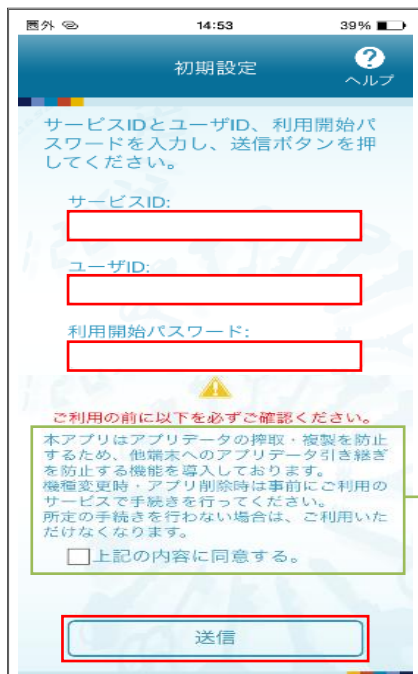 圏外 14:53 39%
初期設定
?
ヘルプ
サービスIDとユーザID、利用開始パ
スワードを入力し、送信ボタンを押
してください。
サービスID:
ユーザID:
利用開始パスワード:
ご利用の前に以下を必ずご確認ください。
本アプリはアプリデータの搾取・複製を防止
するため、他端末へのアプリデータ引き継ぎ
を防止する機能を導入しております。
機種変更時・アプリ削除時は事前にご利用の
サービスで手続きを行ってください。
所定の手続きを行わない場合は、ご利用いた
だけなくなります。
上記の内容に同意する。
送信